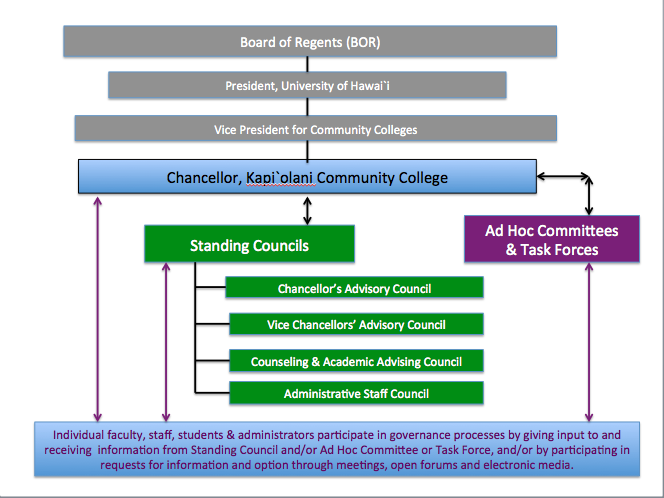 Board of Regents (BOR)
President, University of Hawai`i
Vice President for Community Colleges
Chancellor, Kapi`olani Community College
Standing Councils
Ad Hoc Committees
& Task Forces
Chancellor's Advisory Council
Vice Chancellors' Advisory Council
Counseling & Academic Advising Council
Administrative Staff Council
Individual faculty, staff, students & administrators participate in governance processes by giving input to and
receiving information from Standing Council and/or Ad Hoc Committee or Task Force, and/or by participating in
requests for information and option through meetings, open forums and electronic media.